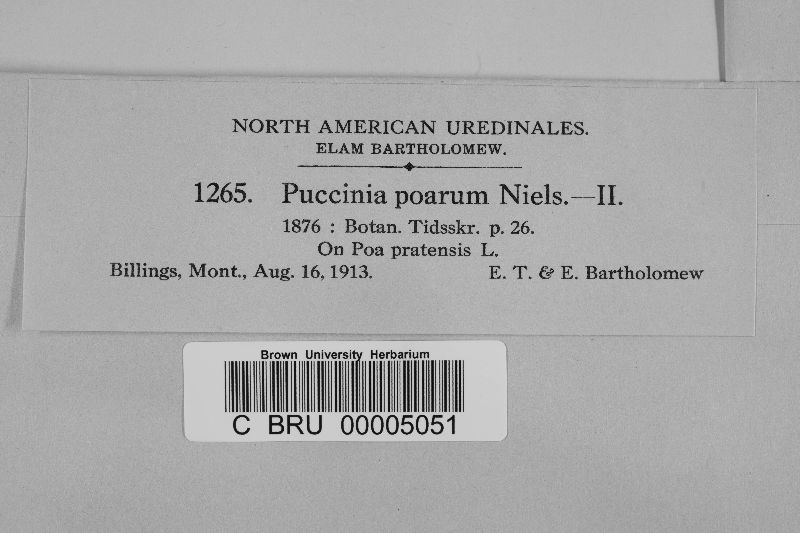 NORTH AMERICAN UREDINALES.
ELAM BARTHOLOMEW.
1265. Puccinia poarum Niels.—II.
1876 : Botan. Tidsskr. p. 26.
On Poa pratensis L.
Billings, Mont., Aug. 16, 1913. E. T. & E. Bartholomew
Brown University Herbarium
C BRU 00005051